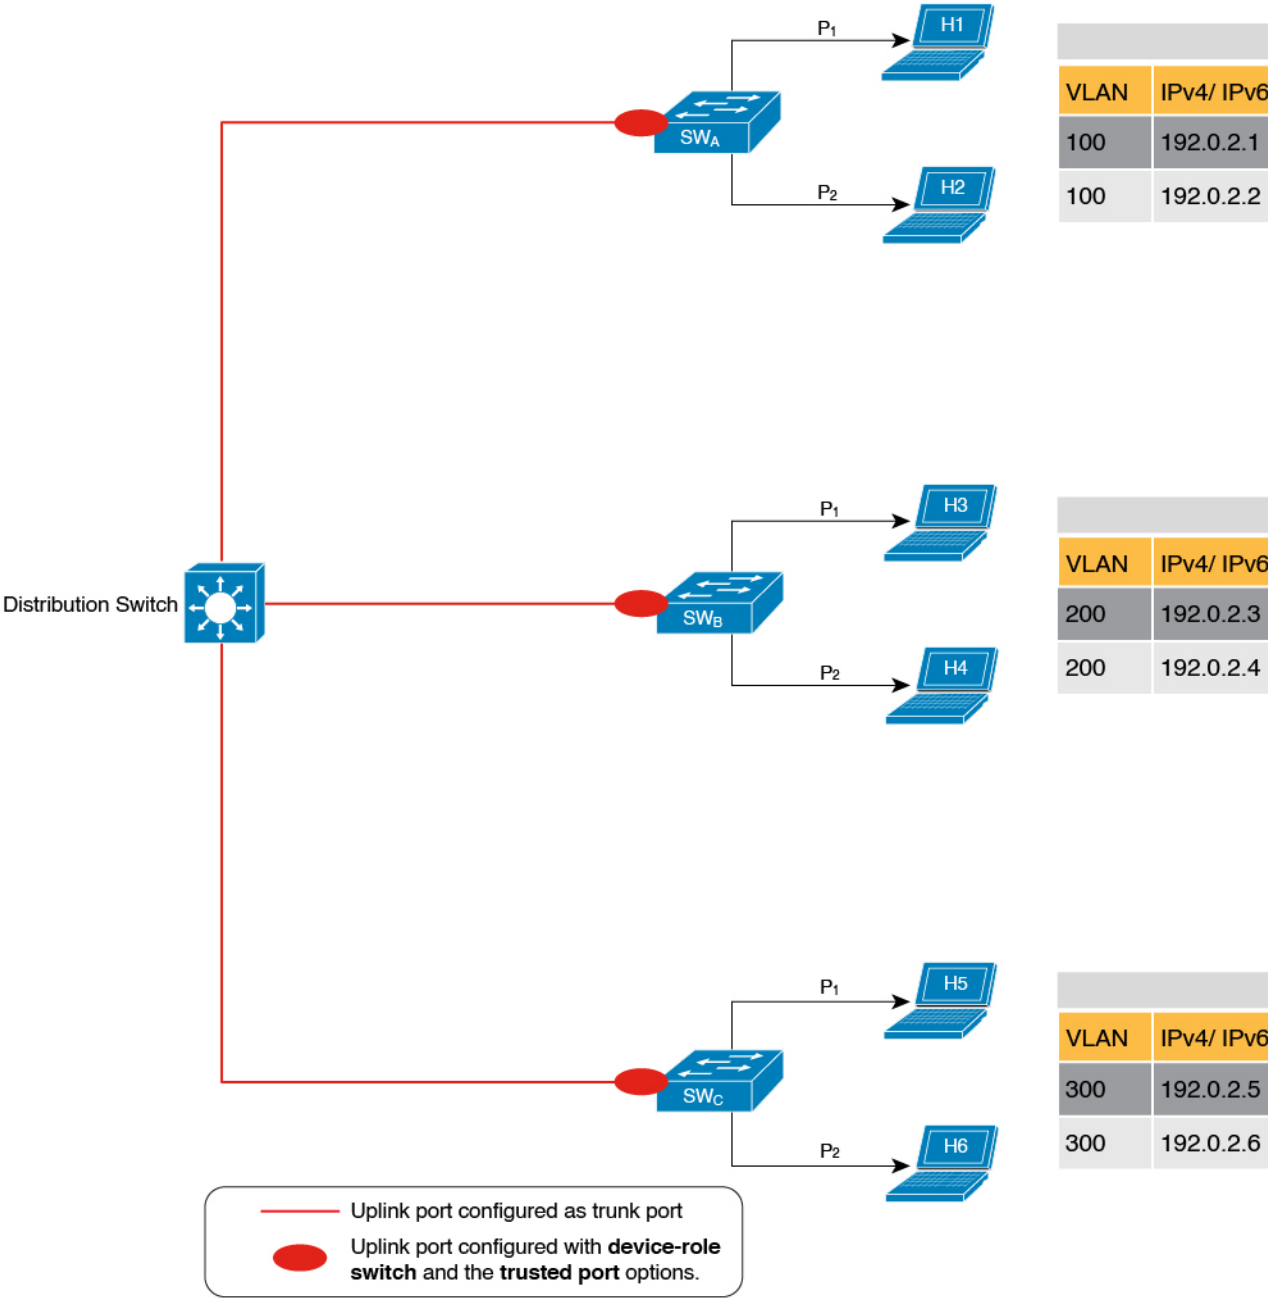 P1
H1
SWA
P2
H2
VLAN IPv4/ IPv6
100 192.0.2.1
100 192.0.2.2
P1
H3
Distribution Switch
SWB
P2
H4
VLAN IPv4/ IPv6
200 192.0.2.3
200 192.0.2.4
P1
H5
SWC
P2
H6
VLAN IPv4/ IPv6
300 192.0.2.5
300 192.0.2.6
Uplink port configured as trunk port
Uplink port configured with device-role
switch and the trusted port options.